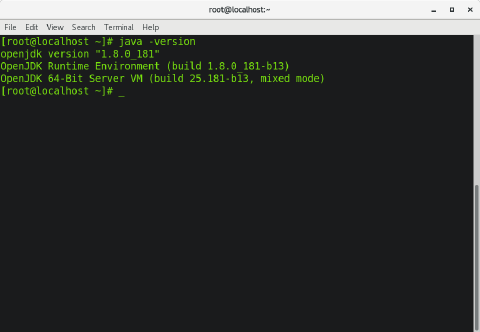 root@localhost:~
File Edit View Search Terminal Help
[root@localhost ~]# java -version
openjdk version "1.8.0_181"
OpenJDK Runtime Environment (build 1.8.0_181-b13)
OpenJDK 64-Bit Server VM (build 25.181-b13, mixed mode)
[root@localhost ~]# _